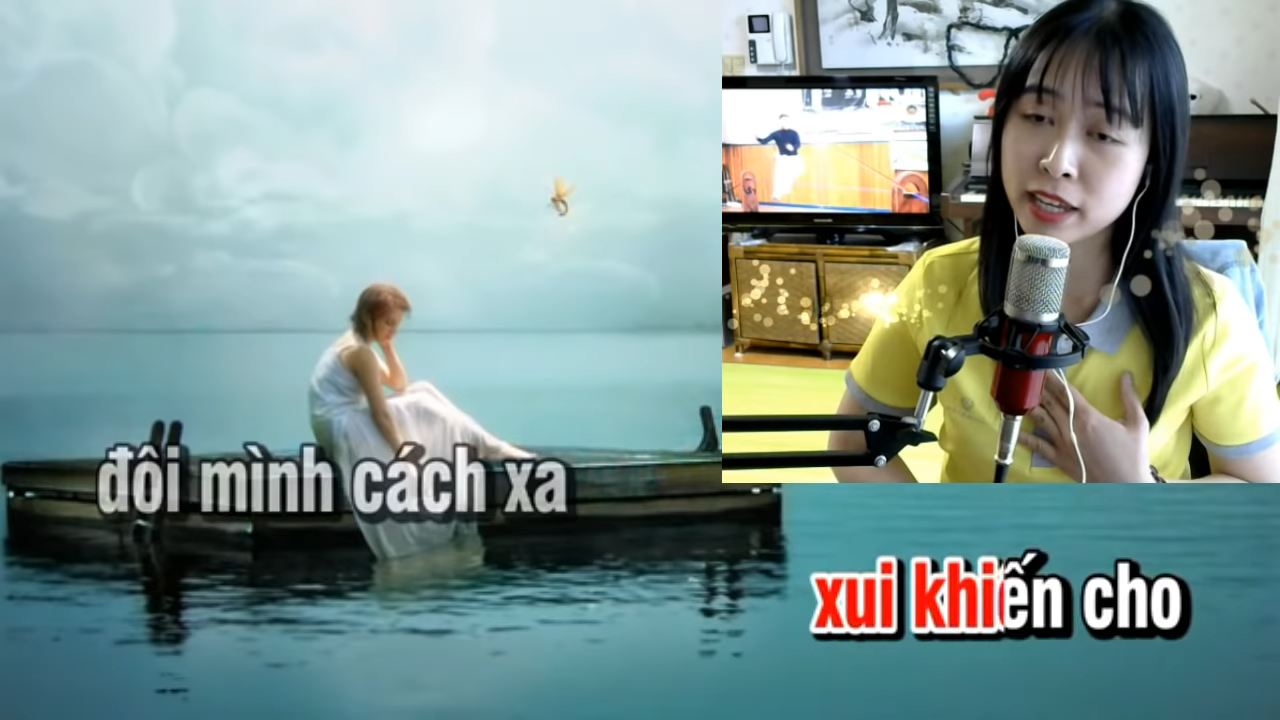 đôi mình cách xa
xui khiến cho